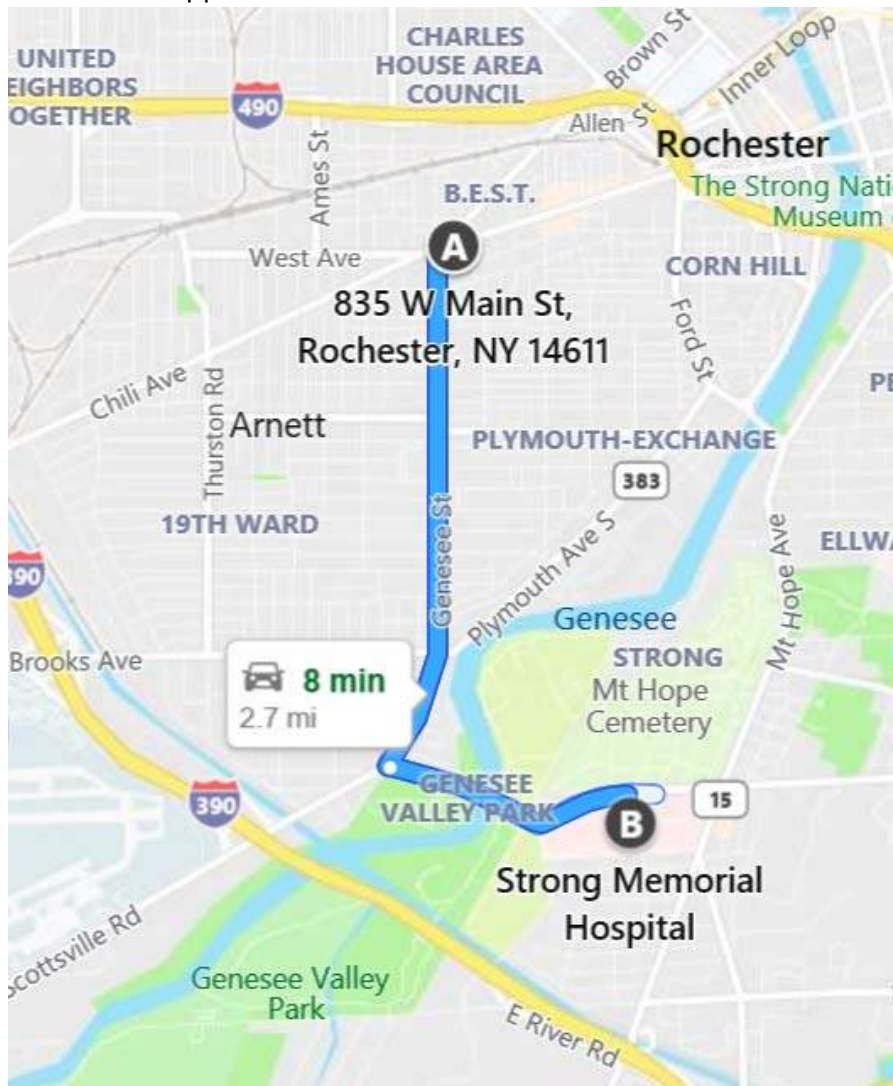 UNITED
EIGHBORS
OGETHER
CHARLES
HOUSE AREA
COUNCIL
Brown St
Inner Loop
490
Allen St
Ames St
Rochester
The Strong Nati
Museum
B.E.S.T.
A
West Ave
CORN HILL
835 W Main St,
Rochester, NY 14611
Ford St
Chili Ave
Thurston Rd
Arnett
PE
PLYMOUTH-EXCHANGE
383
19TH WARD
Genesee St
Plymouth Ave S
Mt Hope Ave
ELLWA
390
Genesee
Brooks Ave
STRONG
Mt Hope
Cemetery
8 min
2.7 mi
GENESEE
VALLEY PARK
390
15
B
Strong Memorial
Hospital
Scottsville Rd
Genesee Valley
Park
E River Rd